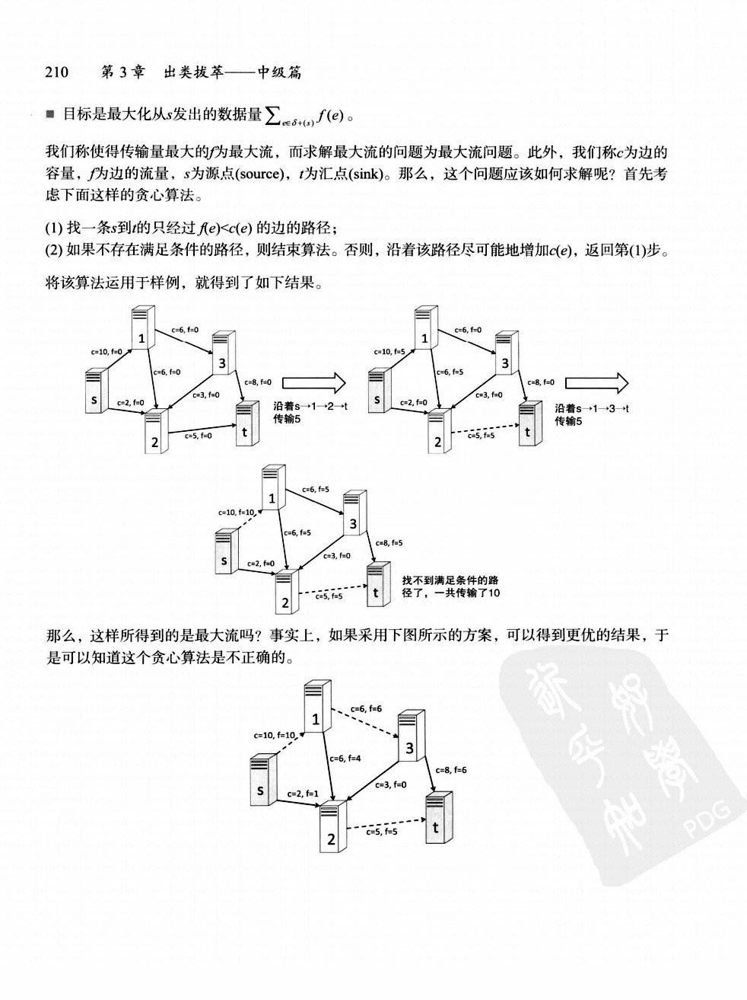 210 第 3 章 出类拔萃——中级篇
■ 目标是最大化从s发出的数据量∑e∈δ+(s) f(e)。
我们称使得传输量最大的f为最大流，而求解最大流的问题为最大流问题。此外，我们称c为边的
容量，f为边的流量，s为源点(source)，t为汇点(sink)。那么，这个问题应该如何求解呢？首先考
虑下面这样的贪心算法。
(1) 找一条s到t的只经过 f(e)<c(e) 的边的路径；
(2) 如果不存在满足条件的路径，则结束算法。否则，沿着该路径尽可能地增加c(e)，返回第(1)步。
将该算法运用于样例，就得到了如下结果。
1
c=6, f=0
c=10, f=0
3
c=6, f=0
s
c=8, f=0
c=3, f=0
c=2, f=0
2
c=5, f=0
t
沿着s→1→2→t
传输5
1
c=6, f=0
c=10, f=5
3
c=6, f=5
s
c=8, f=0
c=3, f=0
c=2, f=0
2
c=5, f=5
t
沿着s→1→3→t
传输5
1
c=6, f=5
c=10, f=10
3
c=6, f=5
s
c=8, f=5
c=3, f=0
c=2, f=0
2
c=5, f=5
t
找不到满足条件的路
径了，一共传输了10
那么，这样所得到的是最大流吗？事实上，如果采用下图所示的方案，可以得到更优的结果，于
是可以知道这个贪心算法是不正确的。
1
c=6, f=6
c=10, f=10
3
c=6, f=4
s
c=8, f=6
c=3, f=0
c=2, f=1
2
c=5, f=5
t
PDG